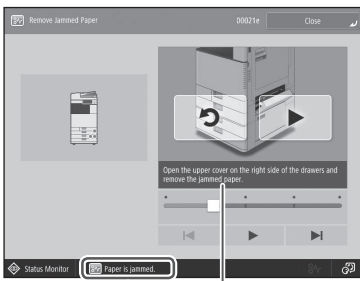 Remove Jammed Paper
D0021e
Close
Open the upper cover on the right side of the drawers and
remove the jammed paper.
Status Monitor
Paper is jammed.